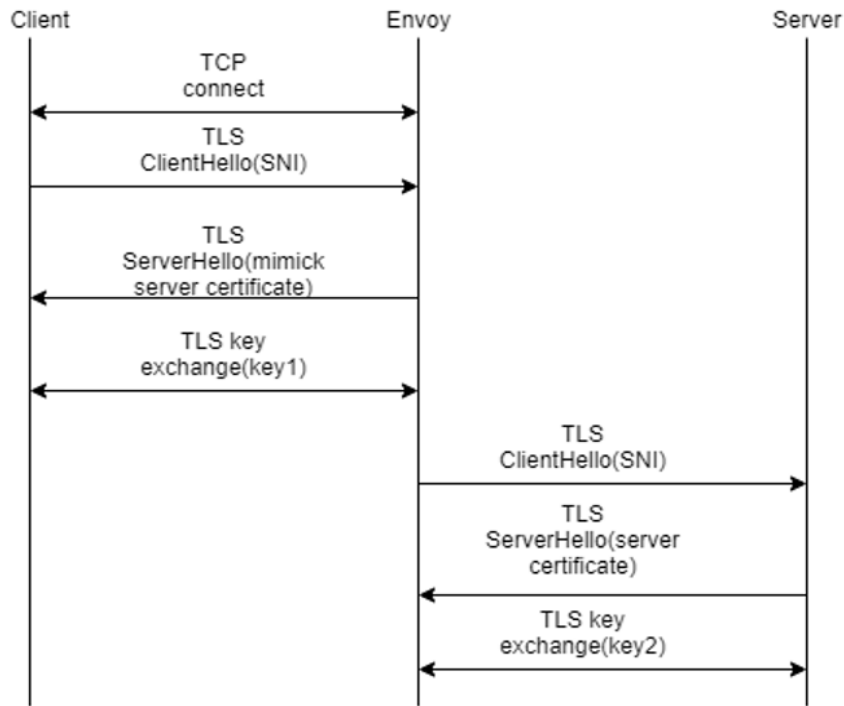 Client
Envoy
Server
TCP
connect
TLS
ClientHello(SNI)
TLS
ServerHello(mimick
server certificate)
TLS key
exchange(key1)
TLS
ClientHello(SNI)
TLS
ServerHello(server
certificate)
TLS key
exchange(key2)